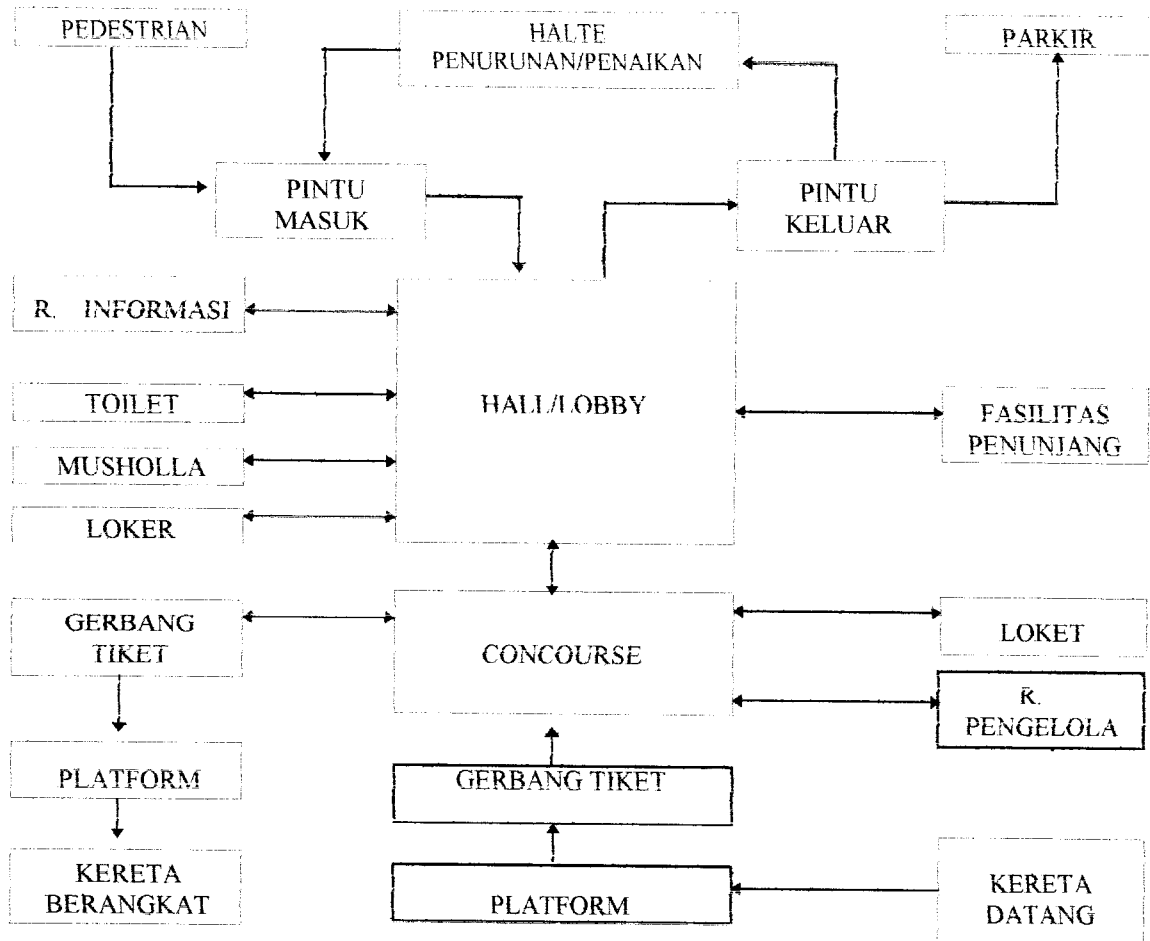 PEDESTRIAN
HALTE
PENURUNAN/PENAIKAN
PARKIR
PINTU
MASUK
PINTU
KELUAR
R. INFORMASI
TOILET
HALL/LOBBY
FASILITAS
PENUNJANG
MUSHOLLA
LOKER
GERBANG
TIKET
CONCOURSE
LOKET
R.
PENGELOLA
PLATFORM
GERBANG TIKET
KERETA
BERANGKAT
PLATFORM
KERETA
DATANG